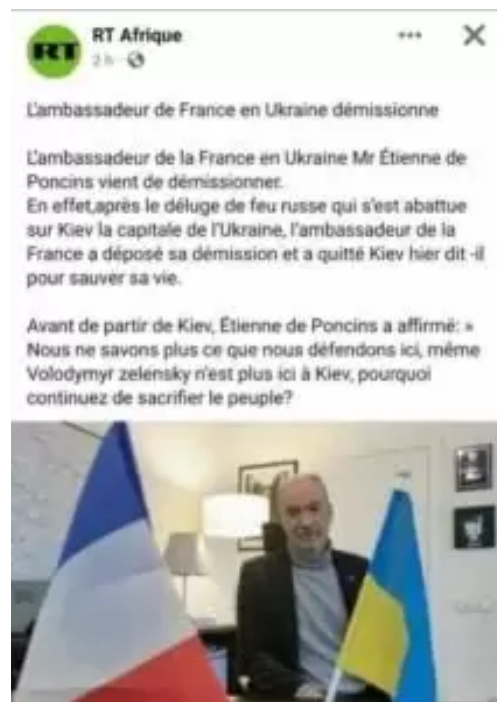 RT
RT Afrique
2 h
L'ambassadeur de France en Ukraine démissionne
L'ambassadeur de la France en Ukraine Mr Étienne de
Poncins vient de démissionner.
En effet,après le déluge de feu russe qui s'est abattue
sur Kiev la capitale de l'Ukraine, l'ambassadeur de la
France a déposé sa démission et a quitté Kiev hier dit -il
pour sauver sa vie.
Avant de partir de Kiev, Étienne de Poncins a affirmé: »
Nous ne savons plus ce que nous défendons ici, même
Volodymyr zelensky n'est plus ici à Kiev, pourquoi
continuez de sacrifier le peuple?